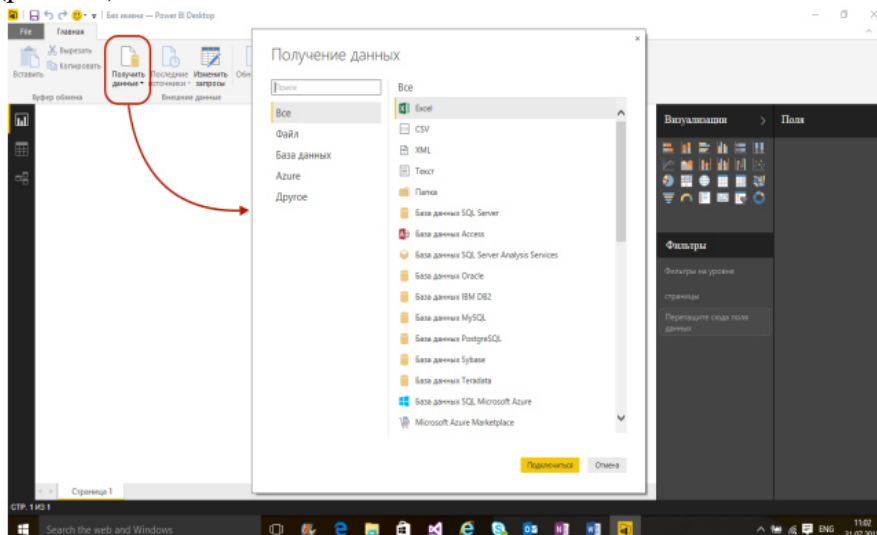 Без имени — Power BI Desktop
File Главная
Вставить
Вырезать
Копировать
Буфер обмена
Получить данные
Последние источники
Изменить запросы
Внешние данные
Получение данных
Поиск
Все
Файл
База данных
Azure
Другое
Все
Excel
CSV
XML
Текст
Папка
База данных SQL Server
База данных Access
База данных SQL Server Analysis Services
База данных Oracle
База данных IBM DB2
База данных MySQL
База данных PostgreSQL
База данных Sybase
База данных Teradata
База данных SQL Microsoft Azure
Microsoft Azure Marketplace
Подключиться Отмена
Визуализации
Поля
Фильтры
Фильтры на уровне
страницы
Перетащите сюда поля
данных
Страница 1
СТР. 1 ИЗ 1
Search the web and Windows
ENG
11:02